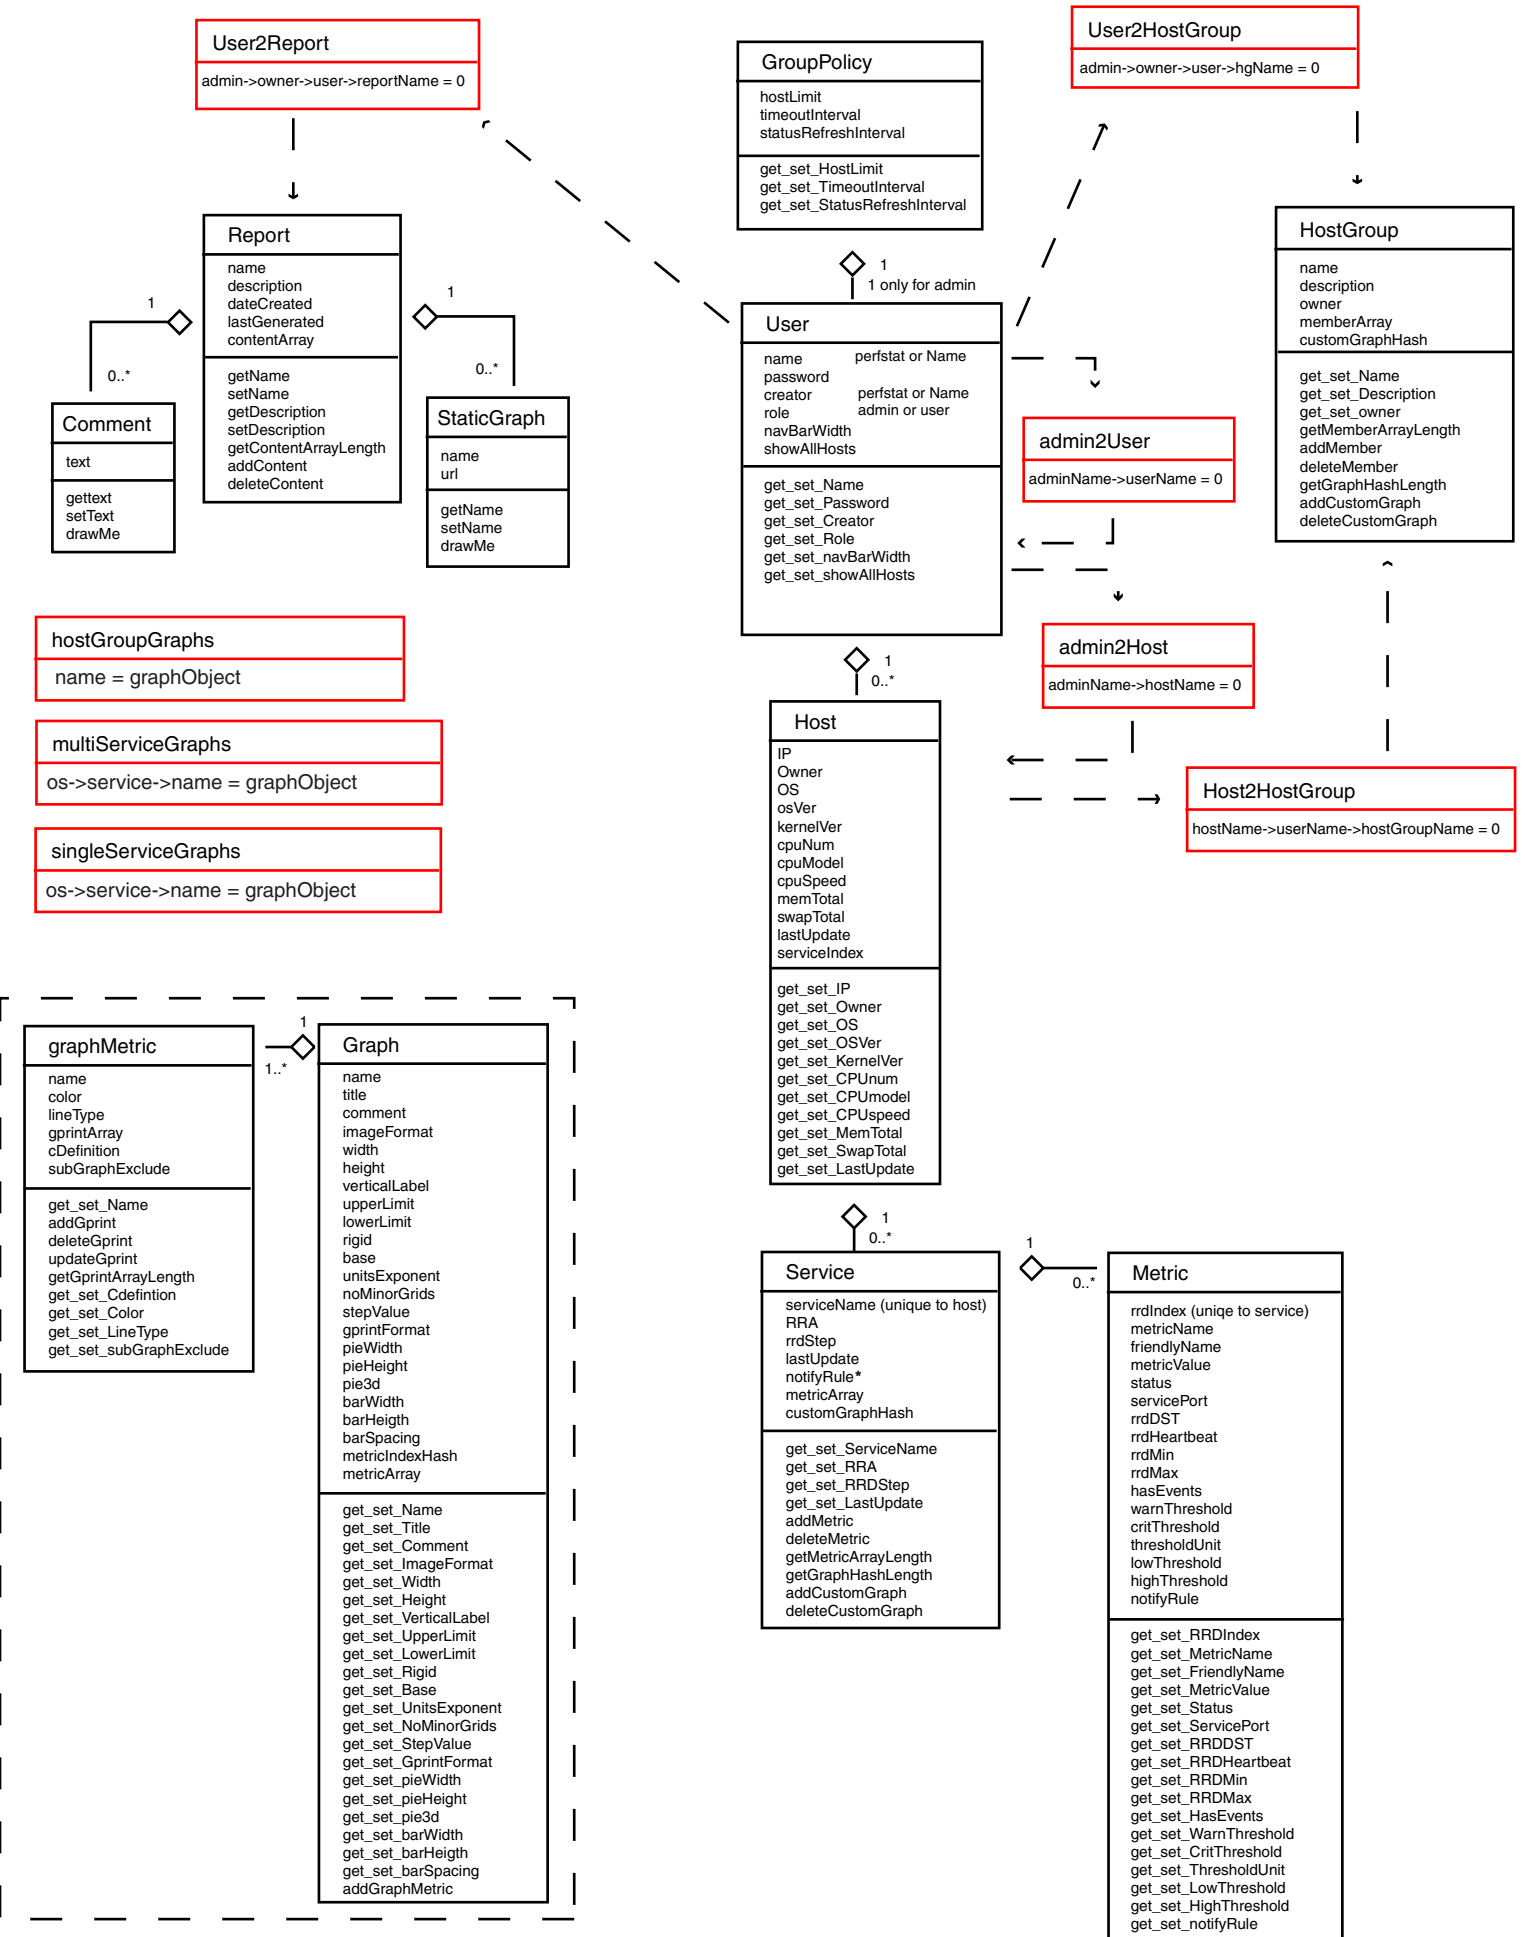 User2Report
admin->owner->user->reportName = 0
GroupPolicy
hostLimit
timeoutInterval
statusRefreshInterval
get_set_HostLimit
get_set_TimeoutInterval
get_set_StatusRefreshInterval
User2HostGroup
admin->owner->user->hgName = 0
Report
name
description
dateCreated
lastGenerated
contentArray
getName
setName
getDescription
setDescription
getContentArrayLength
addContent
deleteContent
1
0..*
1
0..*
Comment
text
gettext
setText
drawMe
StaticGraph
name
url
getName
setName
drawMe
1
1 only for admin
User
name perfstat or Name
password
creator perfstat or Name
role admin or user
navBarWidth
showAllHosts
get_set_Name
get_set_Password
get_set_Creator
get_set_Role
get_set_navBarWidth
get_set_showAllHosts
HostGroup
name
description
owner
memberArray
customGraphHash
get_set_Name
get_set_Description
get_set_owner
getMemberArrayLength
addMember
deleteMember
getGraphHashLength
addCustomGraph
deleteCustomGraph
admin2User
adminName->userName = 0
admin2Host
adminName->hostName = 0
Host2HostGroup
hostName->userName->hostGroupName = 0
hostGroupGraphs
name = graphObject
multiServiceGraphs
os->service->name = graphObject
singleServiceGraphs
os->service->name = graphObject
1
0..*
Host
IP
Owner
OS
osVer
kernelVer
cpuNum
cpuModel
cpuSpeed
memTotal
swapTotal
lastUpdate
serviceIndex
get_set_IP
get_set_Owner
get_set_OS
get_set_OSVer
get_set_KernelVer
get_set_CPUnum
get_set_CPUmodel
get_set_CPUspeed
get_set_MemTotal
get_set_SwapTotal
get_set_LastUpdate
graphMetric
name
color
lineType
gprintArray
cDefinition
subGraphExclude
get_set_Name
addGprint
deleteGprint
updateGprint
getGprintArrayLength
get_set_Cdefintion
get_set_Color
get_set_LineType
get_set_subGraphExclude
1
1..*
Graph
name
title
comment
imageFormat
width
height
verticalLabel
upperLimit
lowerLimit
rigid
base
unitsExponent
noMinorGrids
stepValue
gprintFormat
pieWidth
pieHeight
pie3d
barWidth
barHeigth
barSpacing
metricIndexHash
metricArray
get_set_Name
get_set_Title
get_set_Comment
get_set_ImageFormat
get_set_Width
get_set_Height
get_set_VerticalLabel
get_set_UpperLimit
get_set_LowerLimit
get_set_Rigid
get_set_Base
get_set_UnitsExponent
get_set_NoMinorGrids
get_set_StepValue
get_set_GprintFormat
get_set_pieWidth
get_set_pieHeight
get_set_pie3d
get_set_barWidth
get_set_barHeigth
get_set_barSpacing
addGraphMetric
1
0..*
Service
serviceName (unique to host)
RRA
rrdStep
lastUpdate
notifyRule*
metricArray
customGraphHash
get_set_ServiceName
get_set_RRA
get_set_RRDStep
get_set_LastUpdate
addMetric
deleteMetric
getMetricArrayLength
getGraphHashLength
addCustomGraph
deleteCustomGraph
1
0..*
Metric
rrdIndex (uniqe to service)
metricName
friendlyName
metricValue
status
servicePort
rrdDST
rrdHeartbeat
rrdMin
rrdMax
hasEvents
warnThreshold
critThreshold
thresholdUnit
lowThreshold
highThreshold
notifyRule
get_set_RRDIndex
get_set_MetricName
get_set_FriendlyName
get_set_MetricValue
get_set_Status
get_set_ServicePort
get_set_RRDDST
get_set_RRDHeartbeat
get_set_RRDMin
get_set_RRDMax
get_set_HasEvents
get_set_WarnThreshold
get_set_CritThreshold
get_set_ThresholdUnit
get_set_LowThreshold
get_set_HighThreshold
get_set_notifyRule